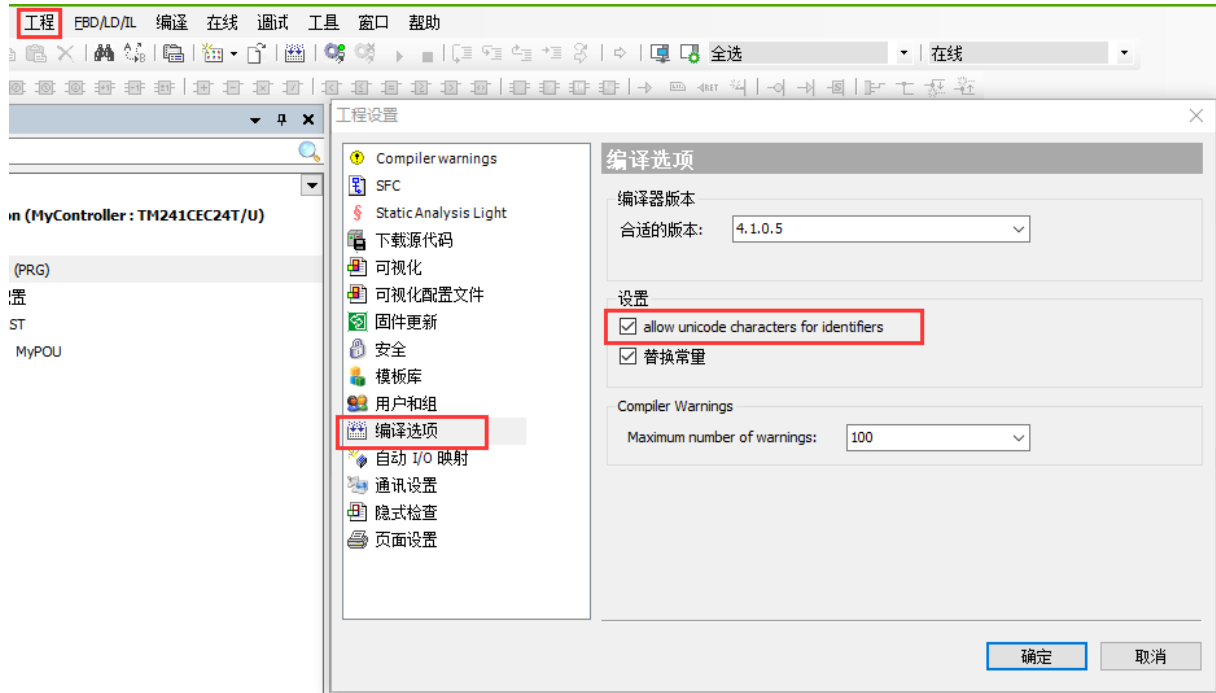 工程 FBD/LD/IL 编译 在线 调试 工具 窗口 帮助
全选 在线
工程设置
Compiler warnings
SFC
Static Analysis Light
下载源代码
可视化
可视化配置文件
固件更新
安全
模板库
用户和组
编译选项
自动 I/O 映射
通讯设置
隐式检查
页面设置
on (MyController : TM241CEC24T/U)
(PRG)
置
ST
MyPOU
编译选项
编译器版本
合适的版本: 4.1.0.5
设置
allow unicode characters for identifiers
替换常量
Compiler Warnings
Maximum number of warnings: 100
确定 取消